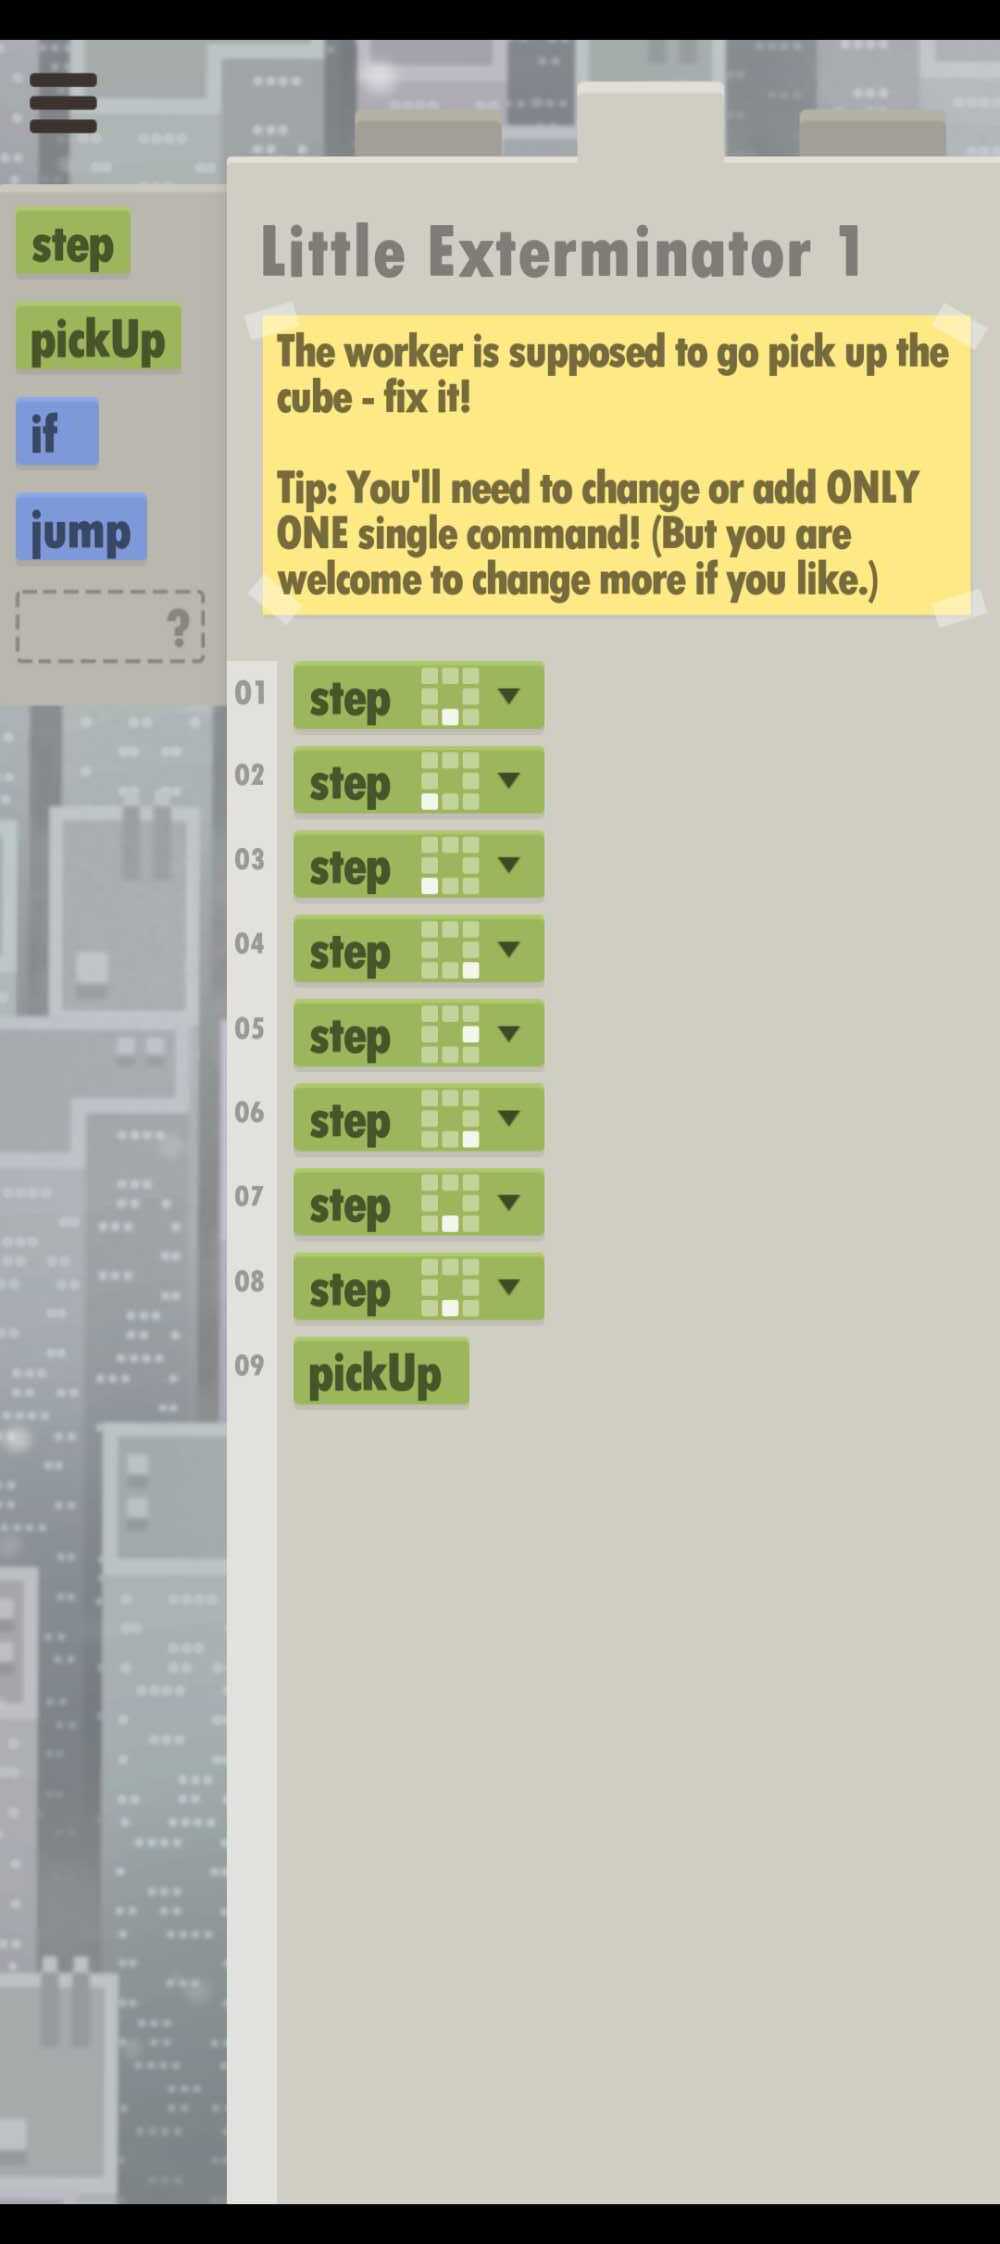 step
pickUp
if
jump
?
Little Exterminator 1
The worker is supposed to go pick up the
cube - fix it!
Tip: You'll need to change or add ONLY
ONE single command! (But you are
welcome to change more if you like.)
01 step
02 step
03 step
04 step
05 step
06 step
07 step
08 step
09 pickUp